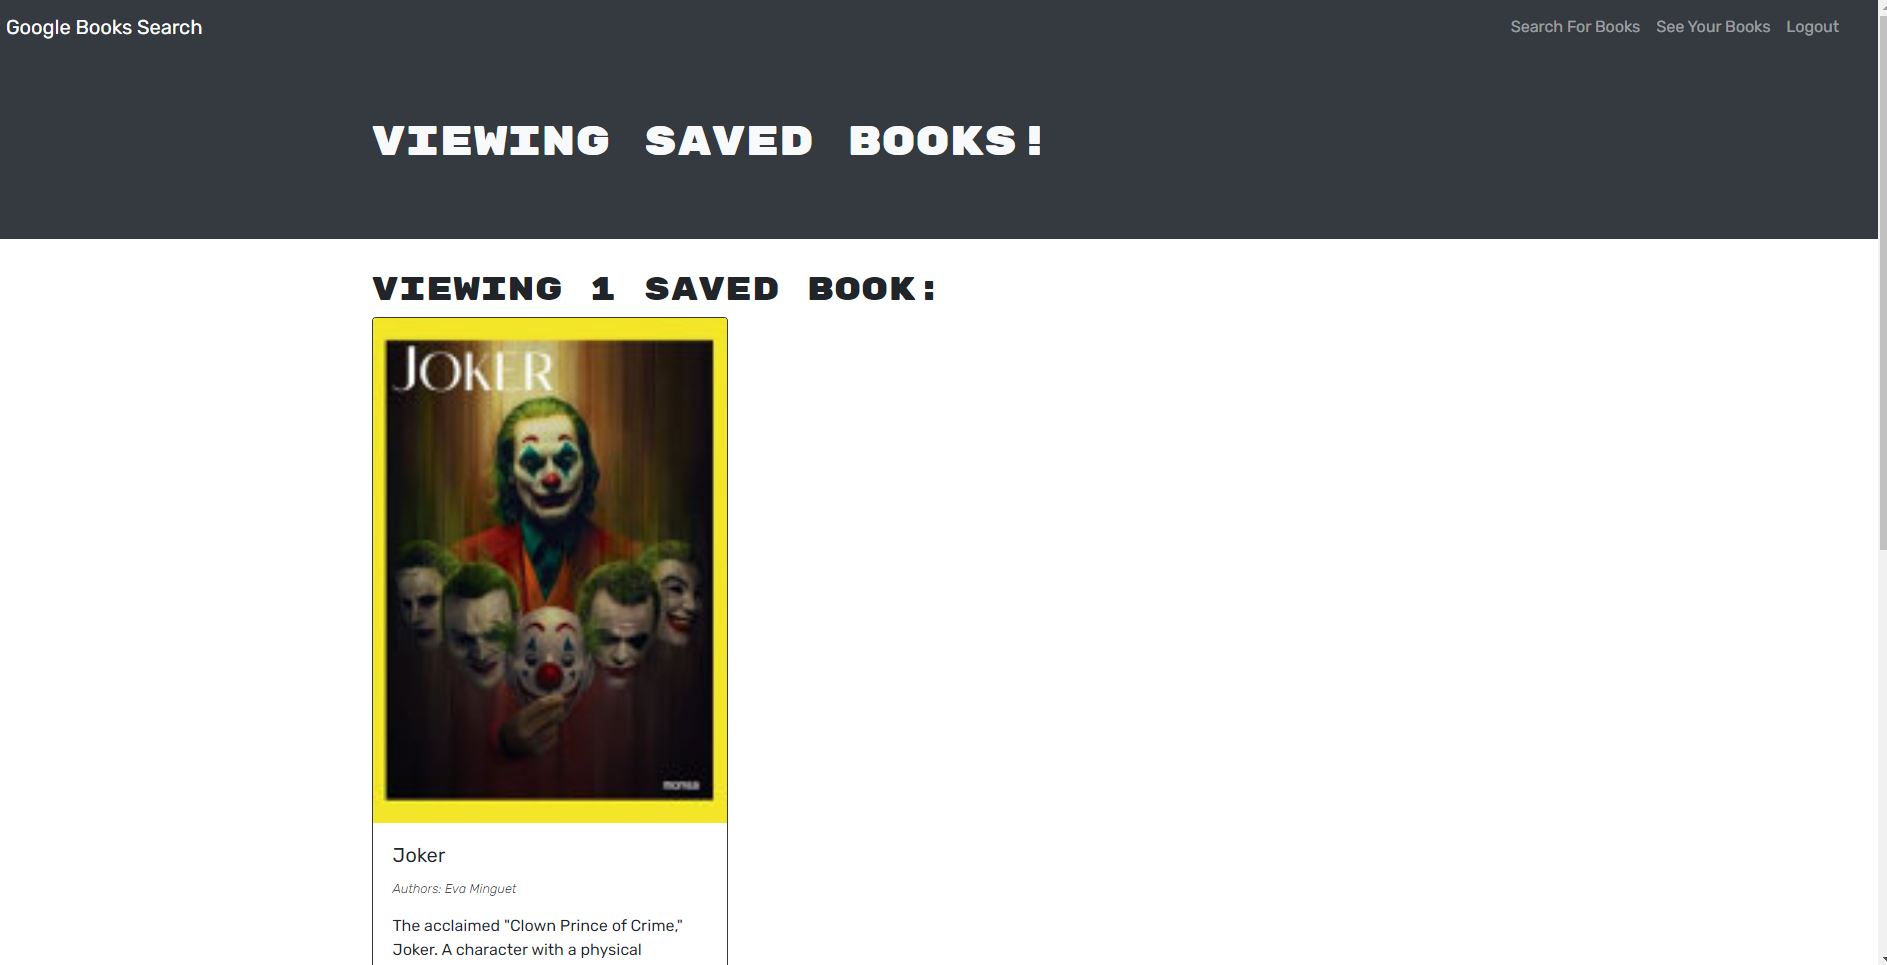 Google Books Search
Search For Books See Your Books Logout
VIEWING SAVED BOOKS!
VIEWING 1 SAVED BOOK:
JOKER
monsa
Joker
Authors: Eva Minguet
The acclaimed "Clown Prince of Crime,"
Joker. A character with a physical